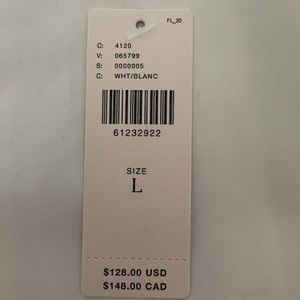 FL_20
C: 4120
V: 065799
S: 0000005
C: WHT/BLANC
61232922
SIZE
L
$128.00 USD
$148.00 CAD